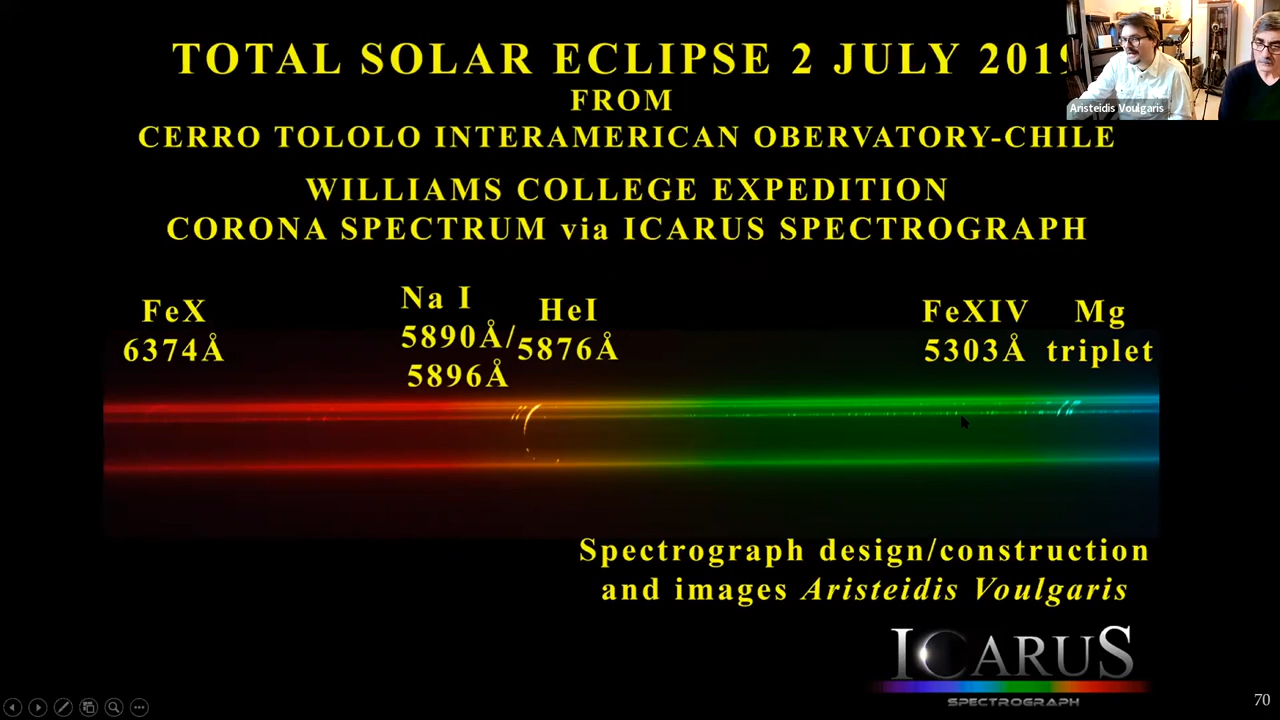 TOTAL SOLAR ECLIPSE 2 JULY 2019
FROM
CERRO TOLOLO INTERAMERICAN OBERVATORY-CHILE
WILLIAMS COLLEGE EXPEDITION
CORONA SPECTRUM via ICARUS SPECTROGRAPH
Aristeidis Voulgaris
FeX
6374Å
Na I
5890Å/
5896Å
HeI
5876Å
FeXIV
5303Å
Mg
triplet
Spectrograph design/construction
and images Aristeidis Voulgaris
ICARUS
SPECTROGRAPH
70